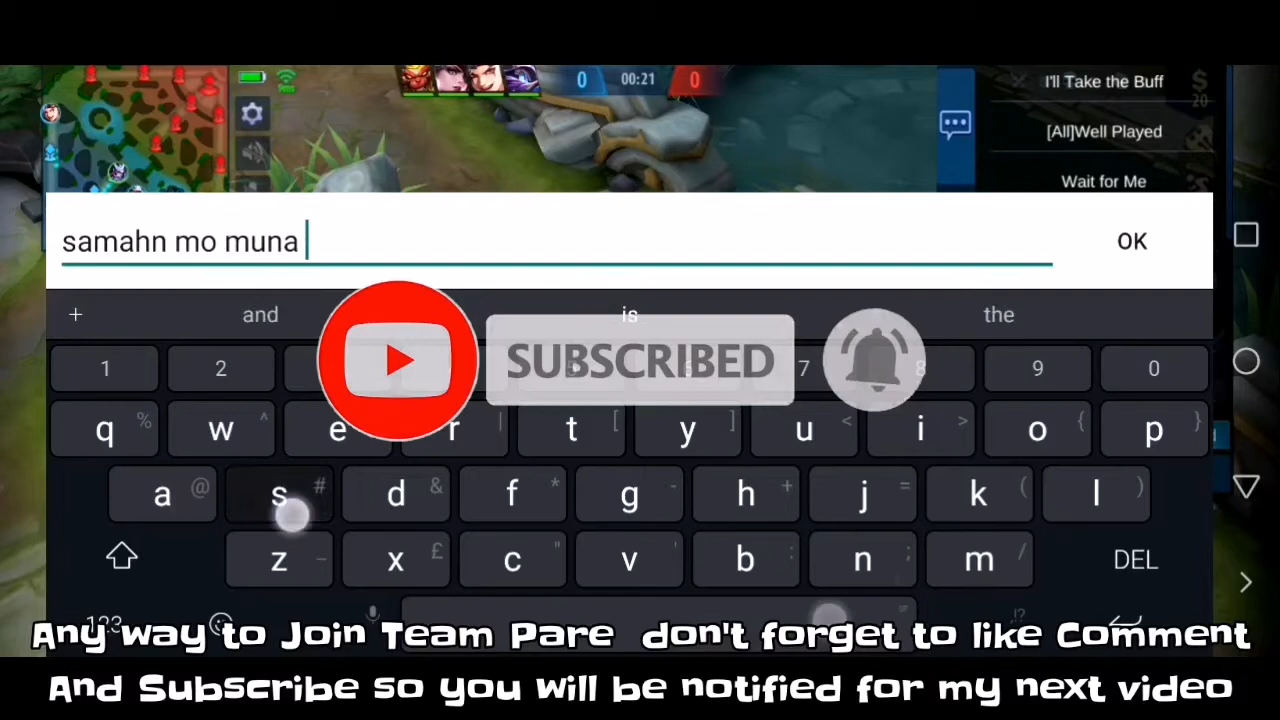 0 00:21 0
I'll Take the Buff
[All]Well Played
Wait for Me
samahn mo muna
OK
+ and is the
1 2 7 8 9 0
q % w ^ e r | t [ y ] u < i > o { p }
a @ s # d & f * g - h + j = k ( l )
z _ x £ c " v ' b : n ; m / DEL
SUBSCRIBED
123 !?
Any way to Join Team Pare don't forget to like Comment
And Subscribe so you will be notified for my next video